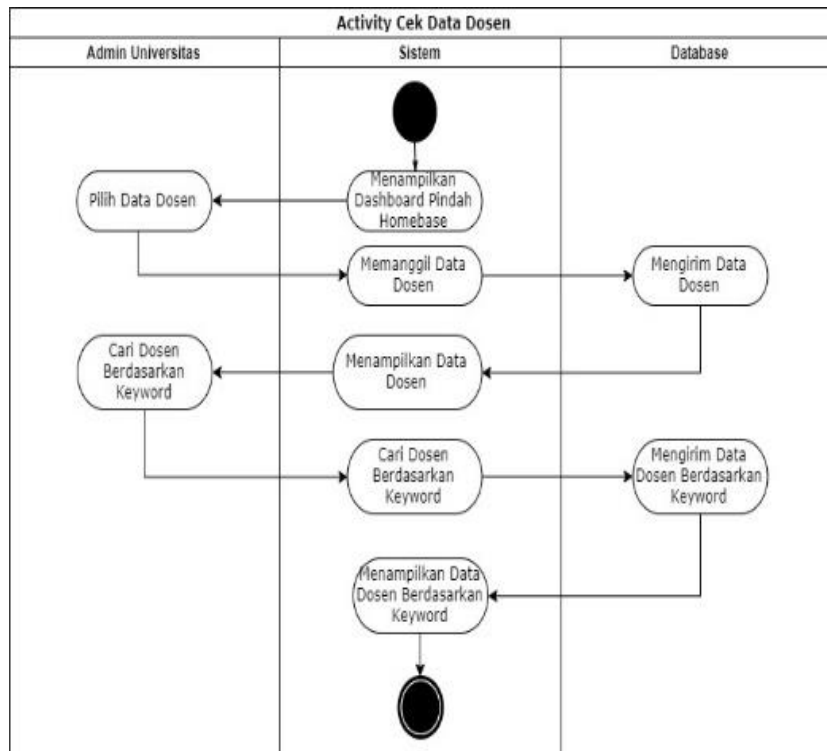 Activity Cek Data Dosen
Admin Universitas
Sistem
Database
Menampilkan
Dashboard Pindah
Homebase
Pilih Data Dosen
Memanggil Data
Dosen
Mengirim Data
Dosen
Menampilkan Data
Dosen
Cari Dosen
Berdasarkan
Keyword
Cari Dosen
Berdasarkan
Keyword
Mengirim Data
Dosen Berdasarkan
Keyword
Menampilkan Data
Dosen Berdasarkan
Keyword